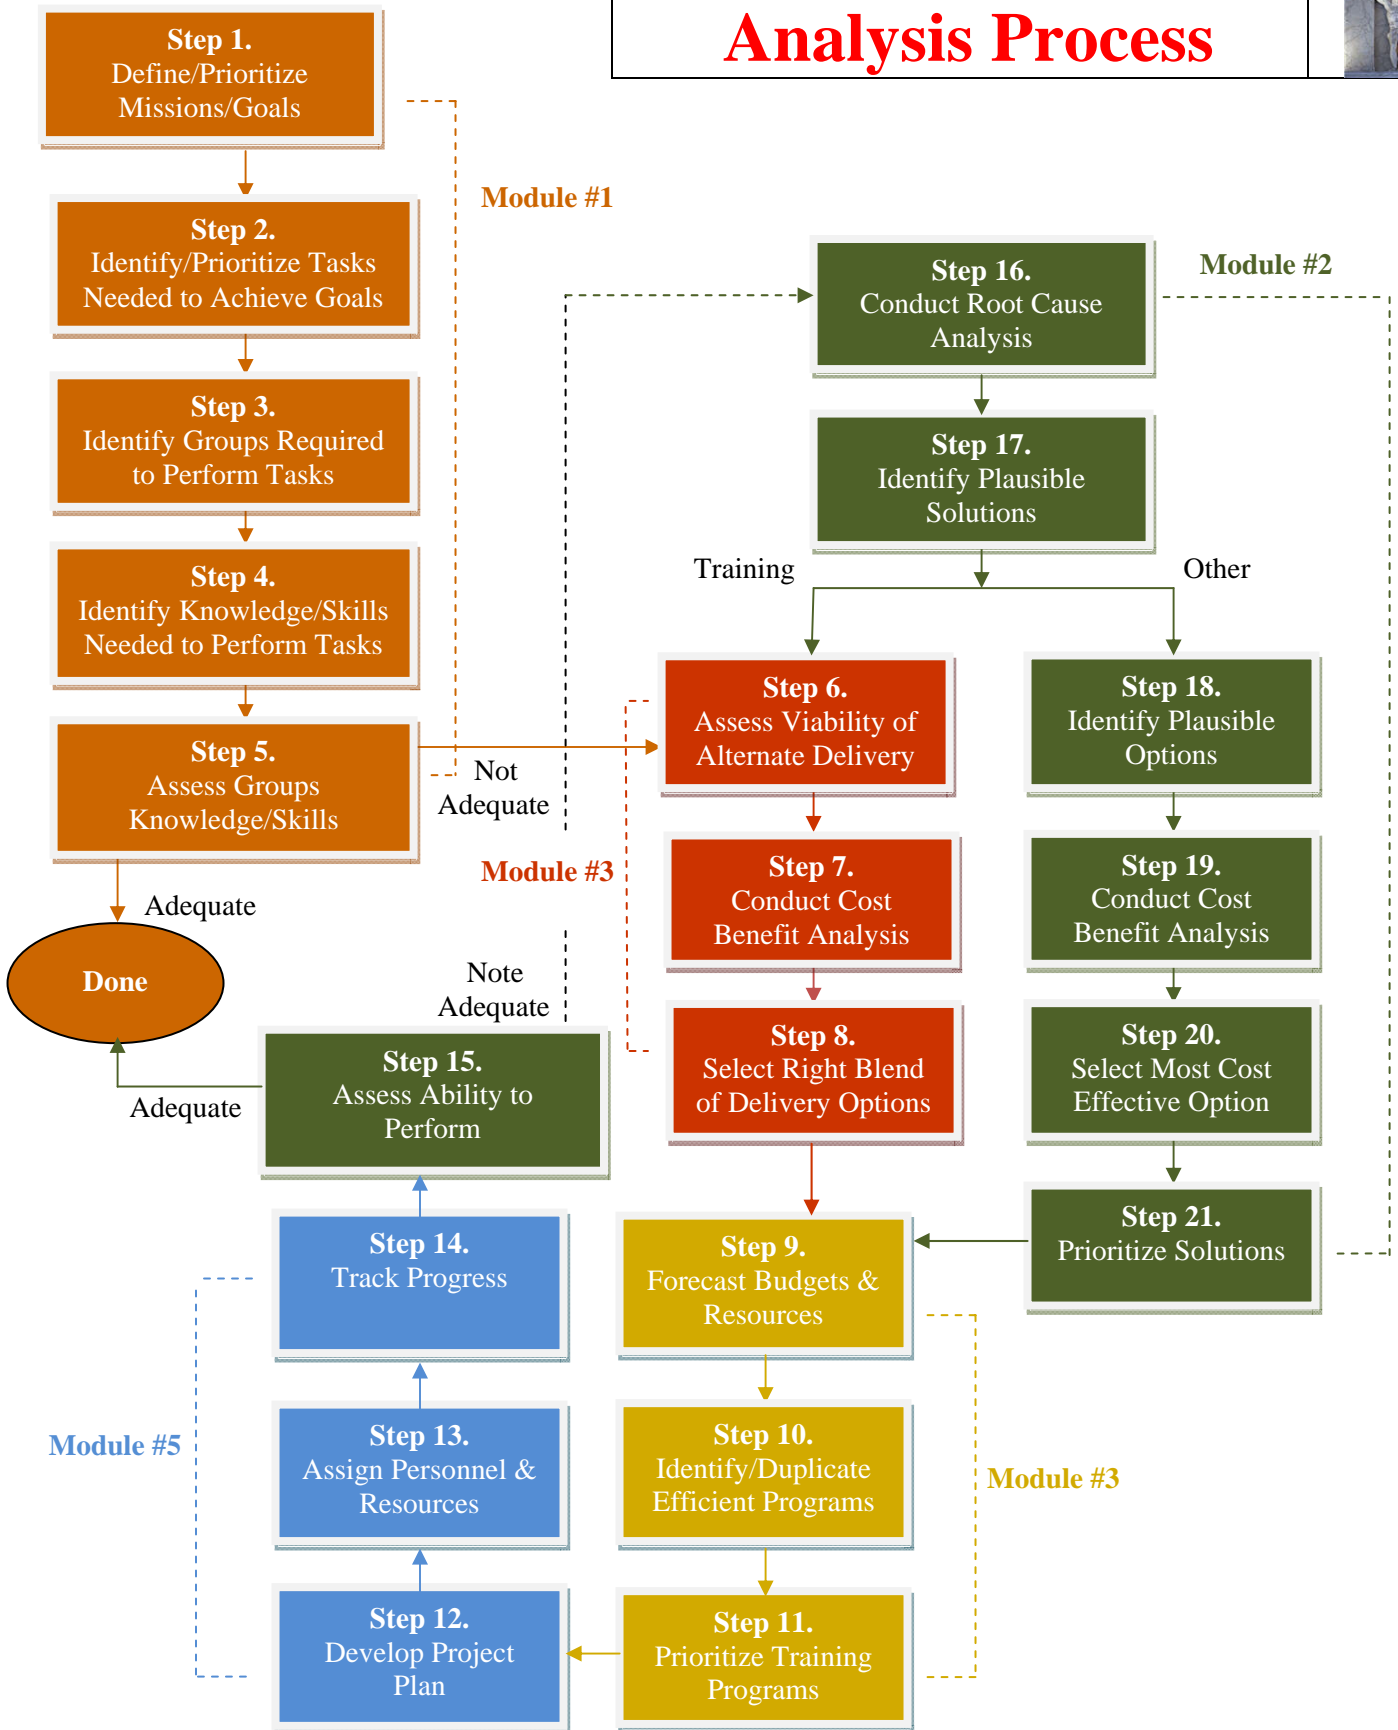 Analysis Process
Step 1.
Define/Prioritize
Missions/Goals
Module #1
Step 2.
Identify/Prioritize Tasks
Needed to Achieve Goals
Step 3.
Identify Groups Required
to Perform Tasks
Step 4.
Identify Knowledge/Skills
Needed to Perform Tasks
Step 5.
Assess Groups
Knowledge/Skills
Not
Adequate
Adequate
Done
Step 16.
Conduct Root Cause
Analysis
Module #2
Step 17.
Identify Plausible
Solutions
Training
Other
Step 6.
Assess Viability of
Alternate Delivery
Module #3
Step 7.
Conduct Cost
Benefit Analysis
Step 8.
Select Right Blend
of Delivery Options
Step 18.
Identify Plausible
Options
Step 19.
Conduct Cost
Benefit Analysis
Step 20.
Select Most Cost
Effective Option
Step 21.
Prioritize Solutions
Note
Adequate
Step 15.
Assess Ability to
Perform
Adequate
Step 14.
Track Progress
Step 9.
Forecast Budgets &
Resources
Module #5
Step 13.
Assign Personnel &
Resources
Step 10.
Identify/Duplicate
Efficient Programs
Module #3
Step 12.
Develop Project
Plan
Step 11.
Prioritize Training
Programs